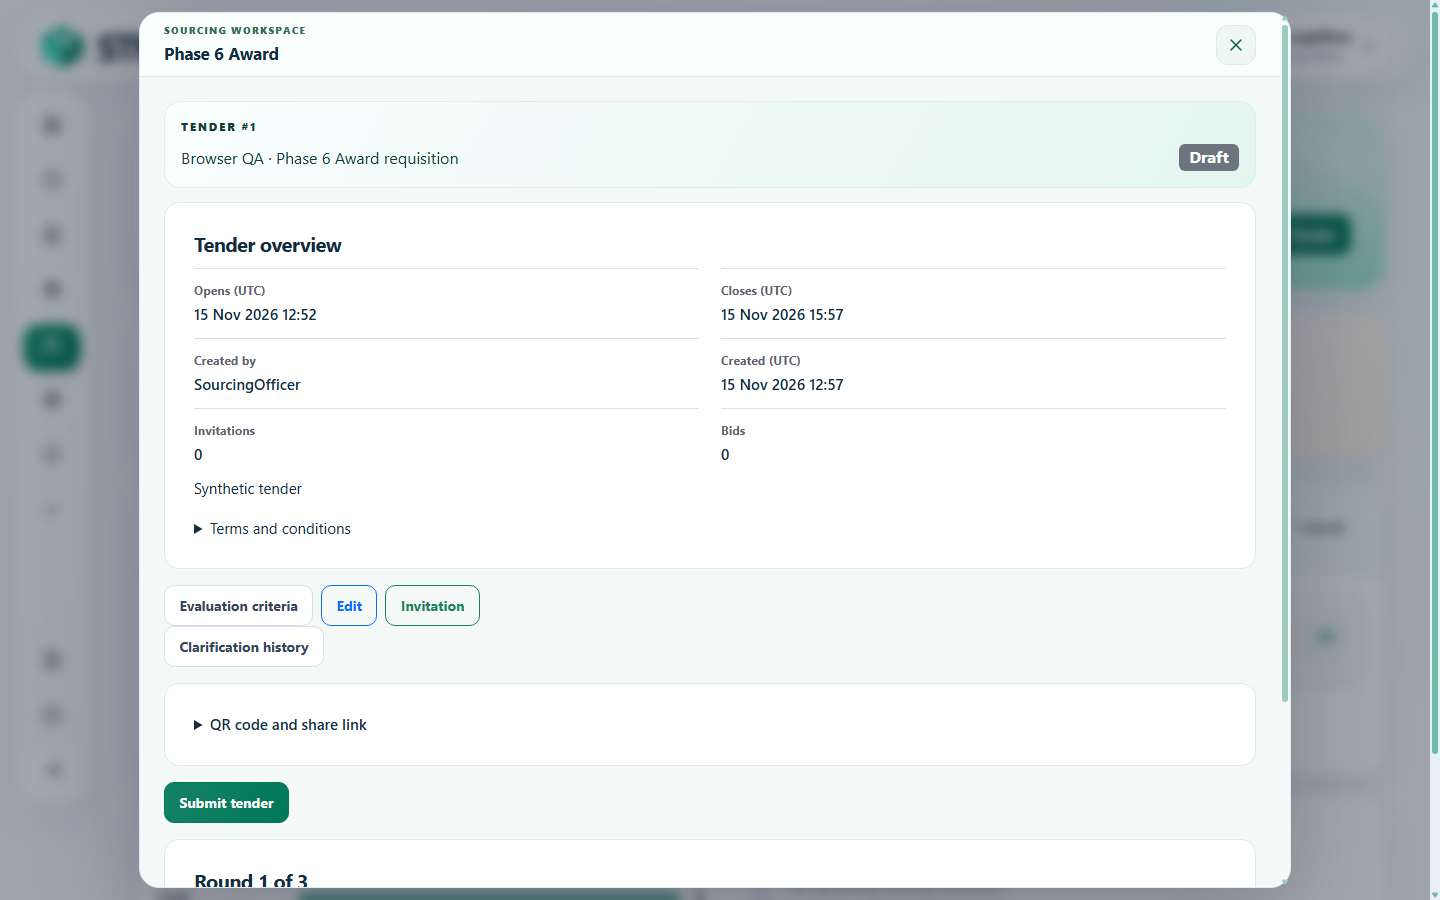 SOURCING WORKSPACE
Phase 6 Award
TENDER #1
Browser QA · Phase 6 Award requisition
Draft
Tender overview
Opens (UTC)
15 Nov 2026 12:52
Closes (UTC)
15 Nov 2026 15:57
Created by
SourcingOfficer
Created (UTC)
15 Nov 2026 12:57
Invitations
0
Bids
0
Synthetic tender
Terms and conditions
Evaluation criteria
Edit
Invitation
Clarification history
QR code and share link
Submit tender
Round 1 of 3